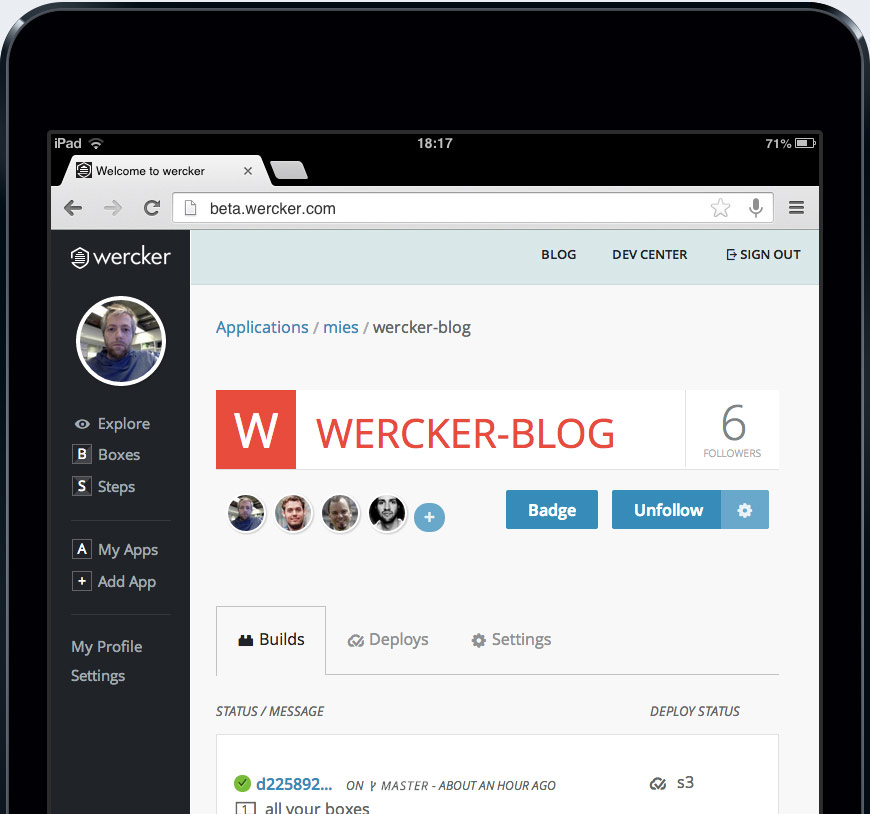 iPad 18:17 71%
Welcome to wercker
beta.wercker.com
wercker
BLOG DEV CENTER SIGN OUT
Applications / mies / wercker-blog
Explore
B Boxes
S Steps
A My Apps
+ Add App
My Profile
Settings
W WERCKER-BLOG 6
FOLLOWERS
+ Badge Unfollow
Builds Deploys Settings
STATUS / MESSAGE DEPLOY STATUS
d225892... ON MASTER - ABOUT AN HOUR AGO s3
1 all your boxes